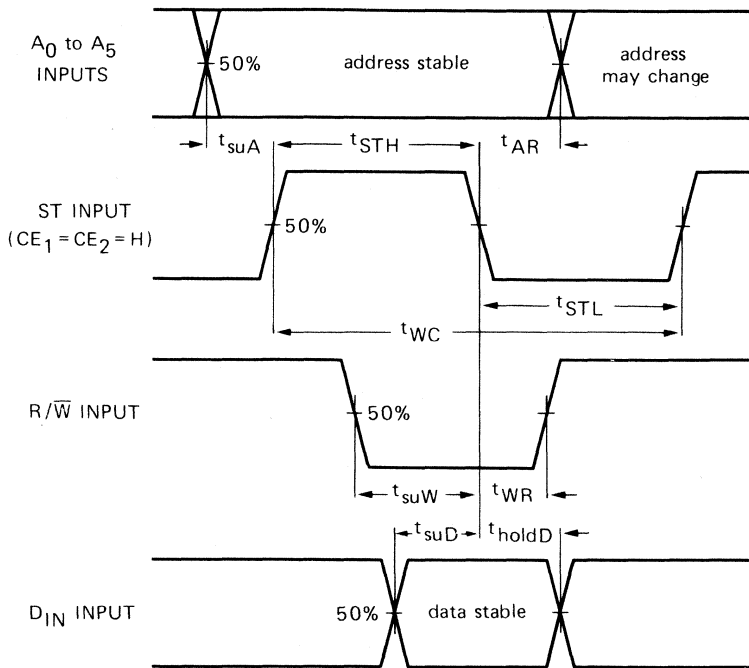 A0 to A5
INPUTS
50%
address stable
address
may change
tsuA
tSTH
tAR
ST INPUT
(CE1 = CE2 = H)
50%
tSTL
tWC
R/W̅ INPUT
50%
tsuW
tWR
tsuD
tholdD
DIN INPUT
50%
data stable